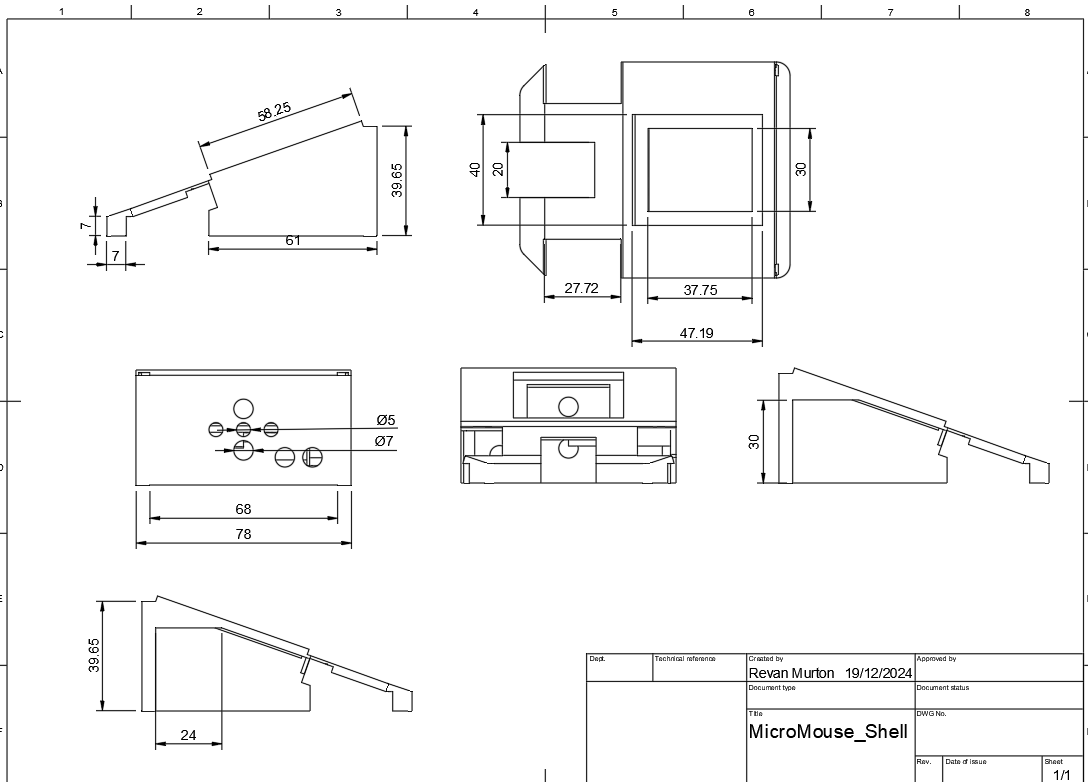 1 2 3 4 5 6 7 8
58.25
39.65
7
7
61
40
20
30
27.72
37.75
47.19
Ø5
Ø7
68
78
30
39.65
24
Dept.
Technical reference
Created by
Revan Murton 19/12/2024
Approved by
Document type
Document status
Title
MicroMouse_Shell
DWG No.
Rev.
Date of issue
Sheet
1/1